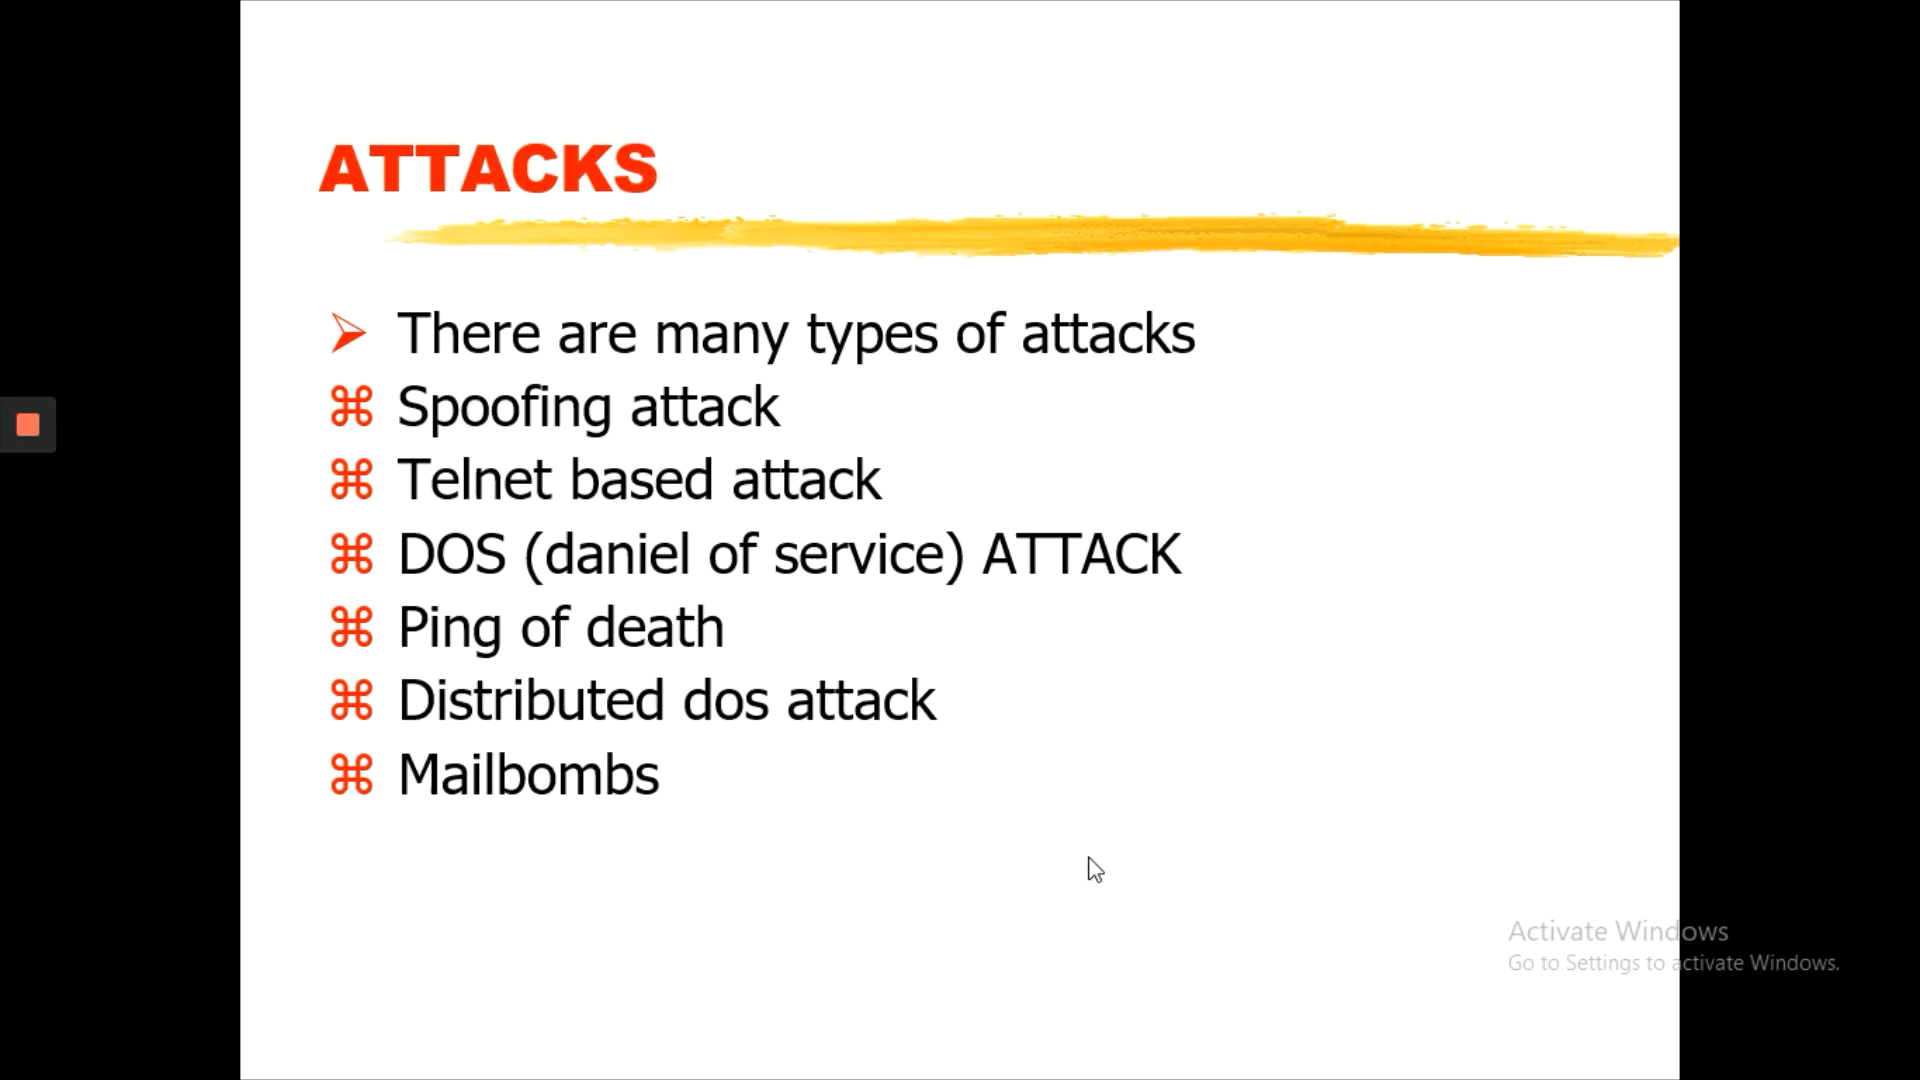 ATTACKS
There are many types of attacks
Spoofing attack
Telnet based attack
DOS (daniel of service) ATTACK
Ping of death
Distributed dos attack
Mailbombs
Activate Windows
Go to Settings to activate Windows.